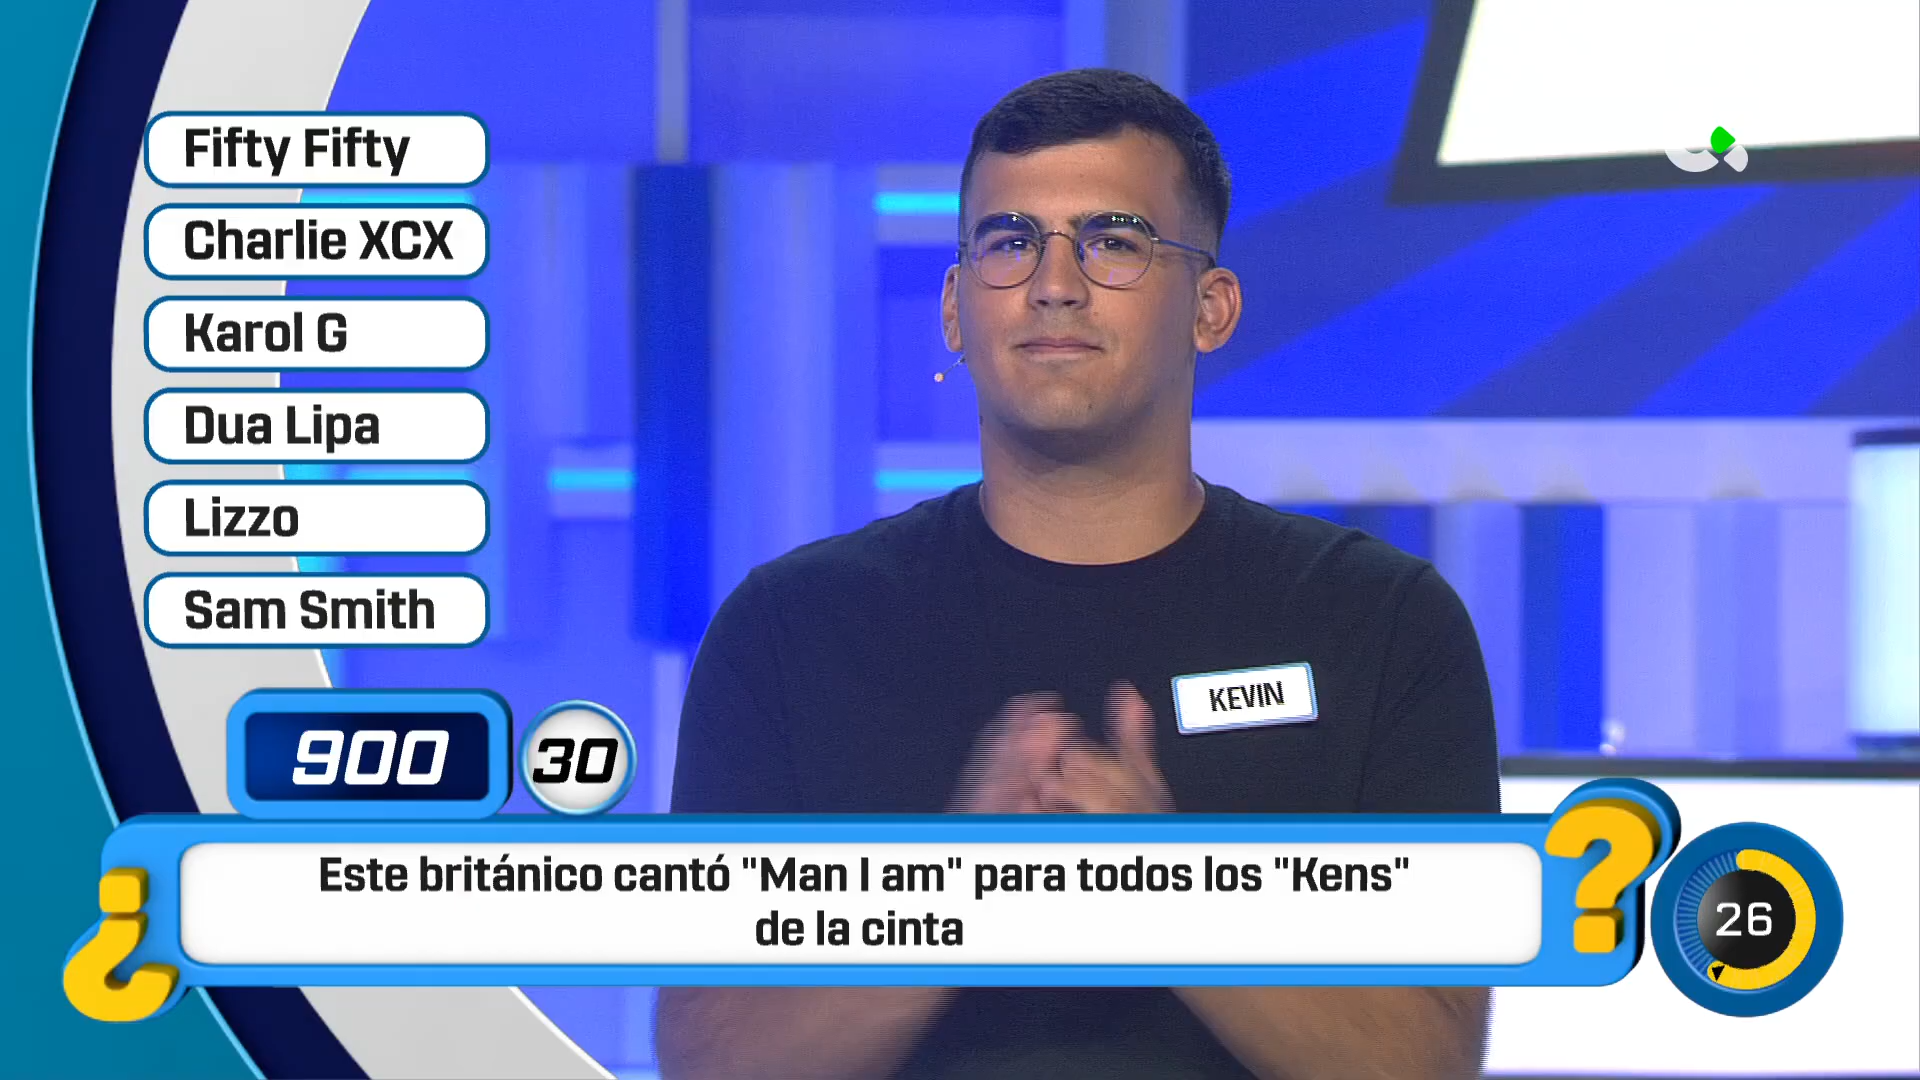 Fifty Fifty
Charlie XCX
Karol G
Dua Lipa
Lizzo
Sam Smith
KEVIN
900
30
Este británico cantó "Man I am" para todos los "Kens"
de la cinta
26